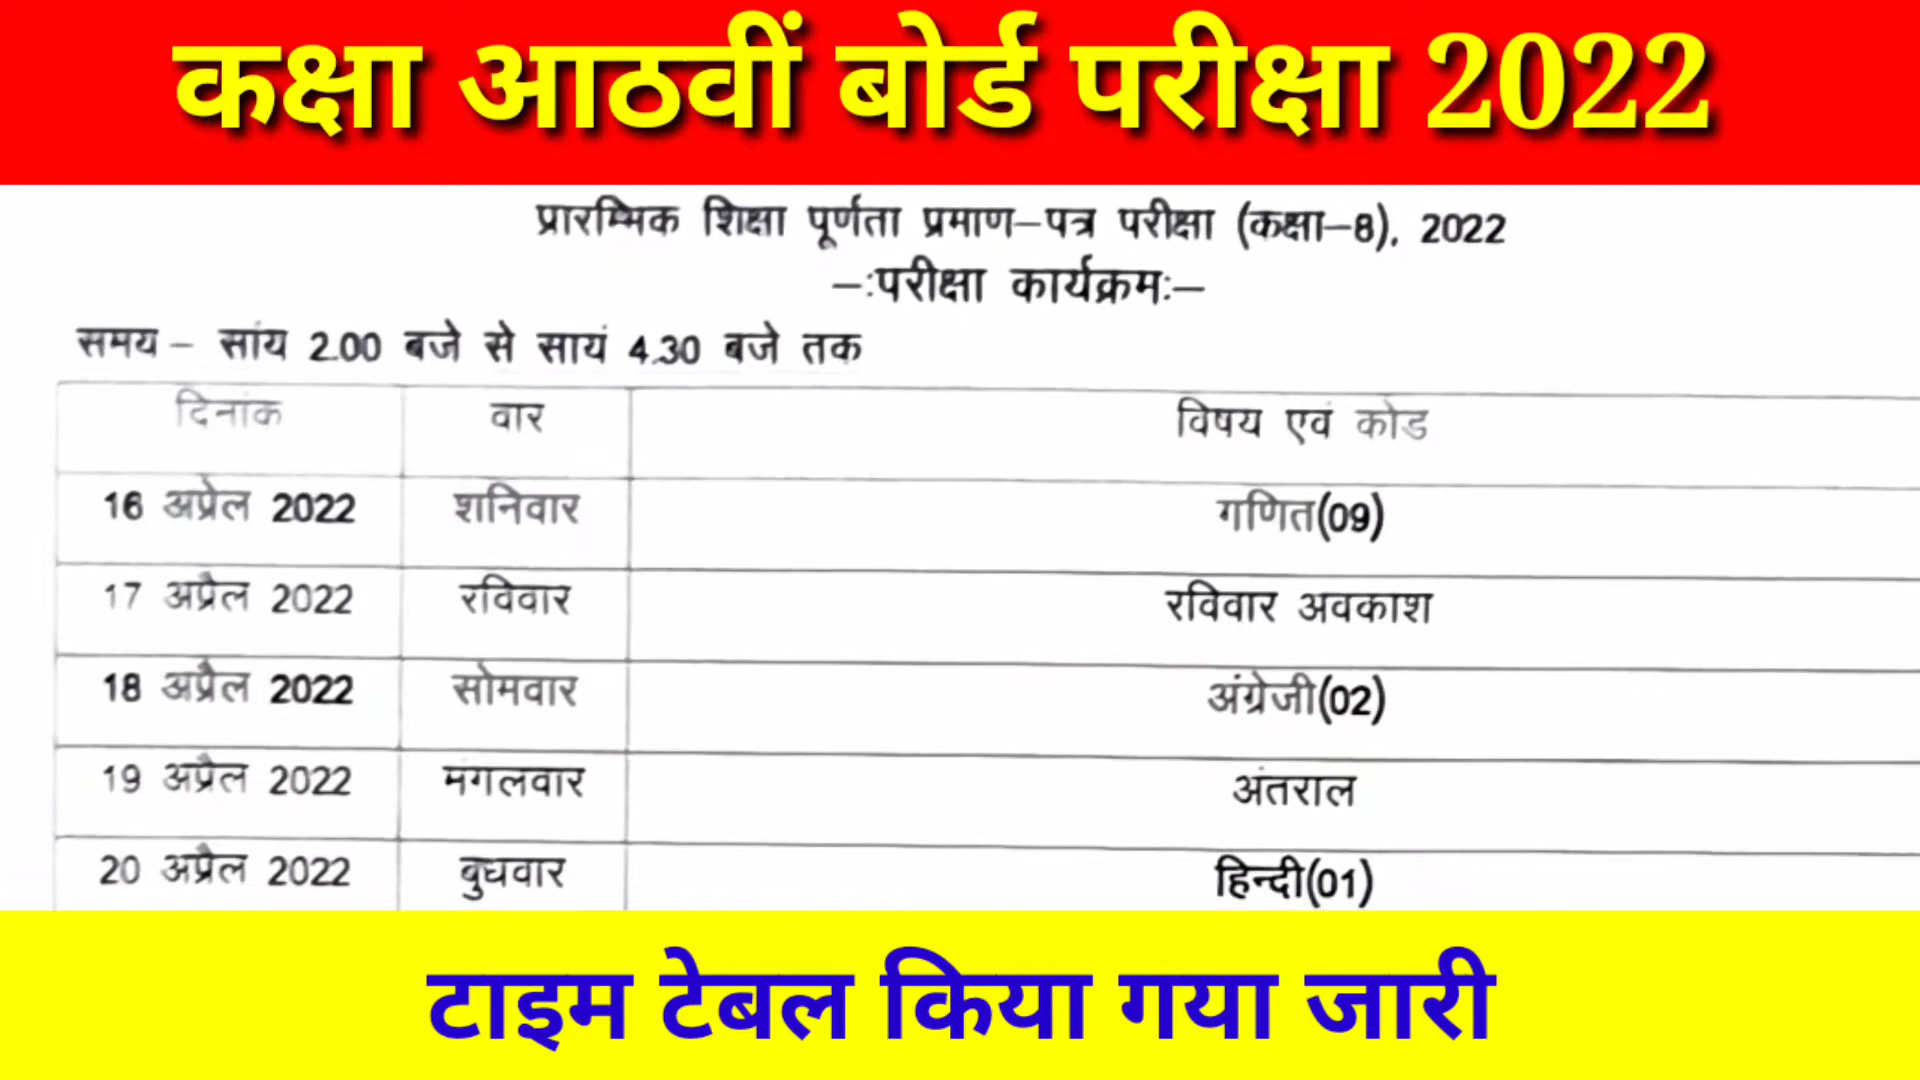 कक्षा आठवीं बोर्ड परीक्षा 2022
प्रारम्भिक शिक्षा पूर्णता प्रमाण–पत्र परीक्षा (कक्षा–8), 2022
–:परीक्षा कार्यक्रम:–
समय – सांय 2.00 बजे से सायं 4.30 बजे तक
दिनांक वार विषय एवं कोड
16 अप्रेल 2022 शनिवार गणित(09)
17 अप्रैल 2022 रविवार रविवार अवकाश
18 अप्रैल 2022 सोमवार अंग्रेजी(02)
19 अप्रैल 2022 मंगलवार अंतराल
20 अप्रैल 2022 बुधवार हिन्दी(01)
टाइम टेबल किया गया जारी